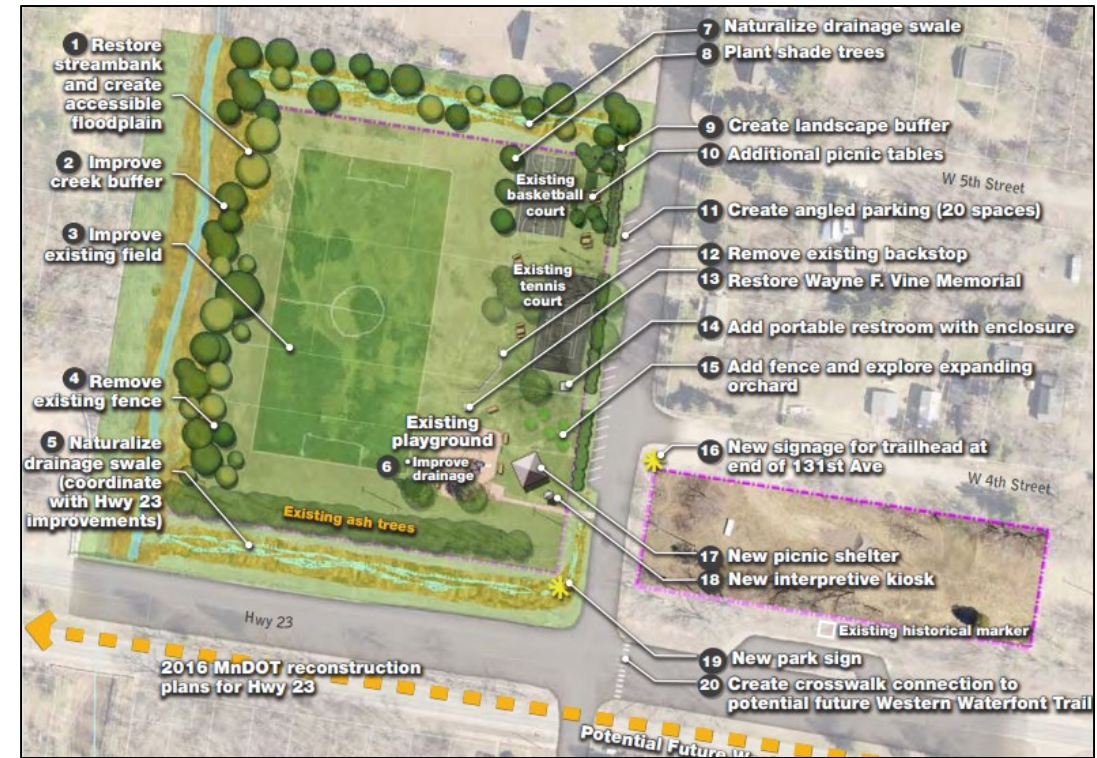 1 Restore
streambank
and create
accessible
floodplain
2 Improve
creek buffer
3 Improve
existing field
4 Remove
existing fence
5 Naturalize
drainage swale
(coordinate
with Hwy 23
improvements)
7 Naturalize drainage swale
8 Plant shade trees
9 Create landscape buffer
10 Additional picnic tables
W 5th Street
11 Create angled parking (20 spaces)
12 Remove existing backstop
13 Restore Wayne F. Vine Memorial
14 Add portable restroom with enclosure
15 Add fence and explore expanding
orchard
16 New signage for trailhead at
end of 131st Ave
W 4th Street
17 New picnic shelter
18 New interpretive kiosk
Existing historical marker
19 New park sign
20 Create crosswalk connection to
potential future Western Waterfont Trail
Existing
basketball
court
Existing
tennis
court
Existing
playground
6 • Improve
drainage
Existing ash trees
Hwy 23
2016 MnDOT reconstruction
plans for Hwy 23
Potential Future W